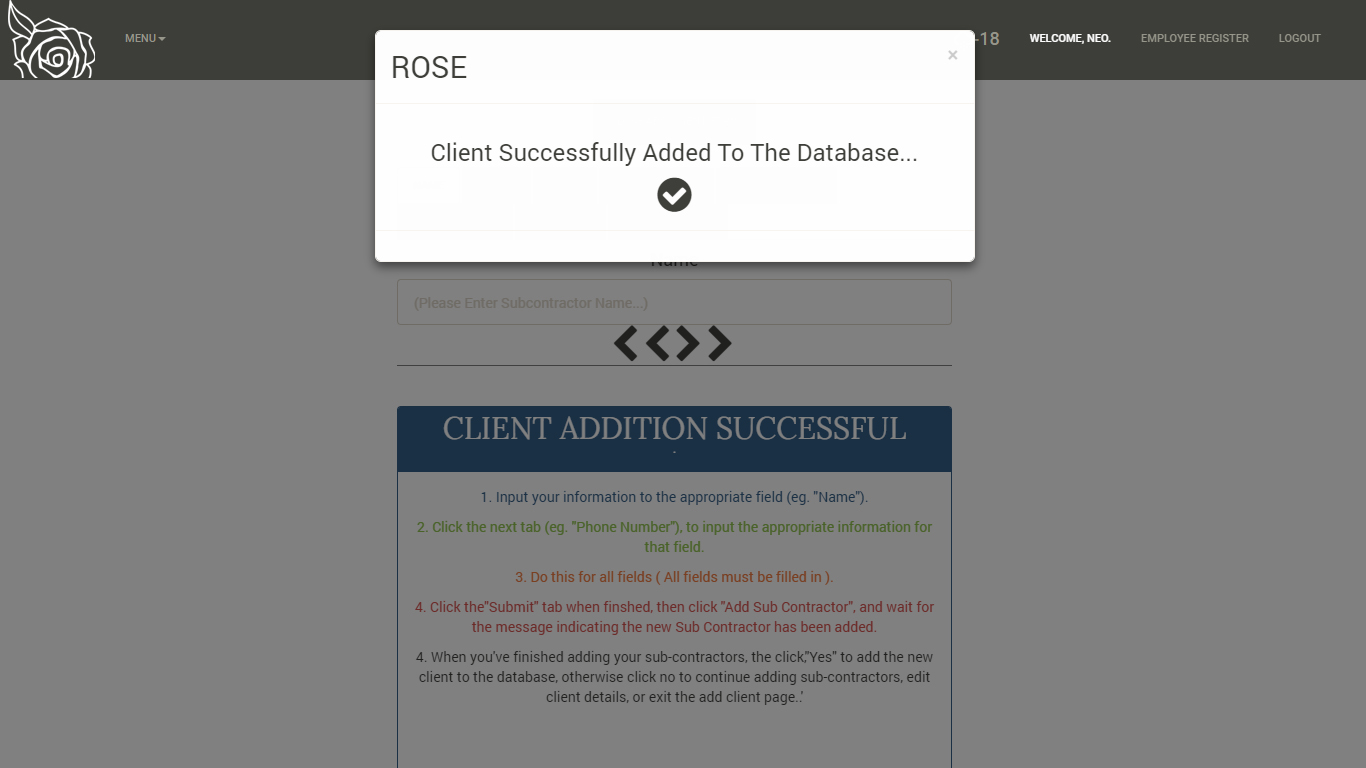 MENU
-18
WELCOME, NEO.
EMPLOYEE REGISTER
LOGOUT
ROSE
×
Client Successfully Added To The Database...
Name
(Please Enter Subcontractor Name...)
CLIENT ADDITION SUCCESSFUL
.
1. Input your information to the appropriate field (eg. "Name").
2. Click the next tab (eg. "Phone Number"), to input the appropriate information for
that field.
3. Do this for all fields ( All fields must be filled in ).
4. Click the"Submit" tab when finshed, then click "Add Sub Contractor", and wait for
the message indicating the new Sub Contractor has been added.
4. When you've finished adding your sub-contractors, the click,"Yes" to add the new
client to the database, otherwise click no to continue adding sub-contractors, edit
client details, or exit the add client page..'